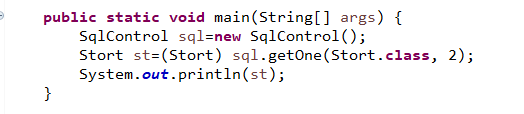 public static void main(String[] args) {
SqlControl sql=new SqlControl();
Stort st=(Stort) sql.getOne(Stort.class, 2);
System.out.println(st);
}